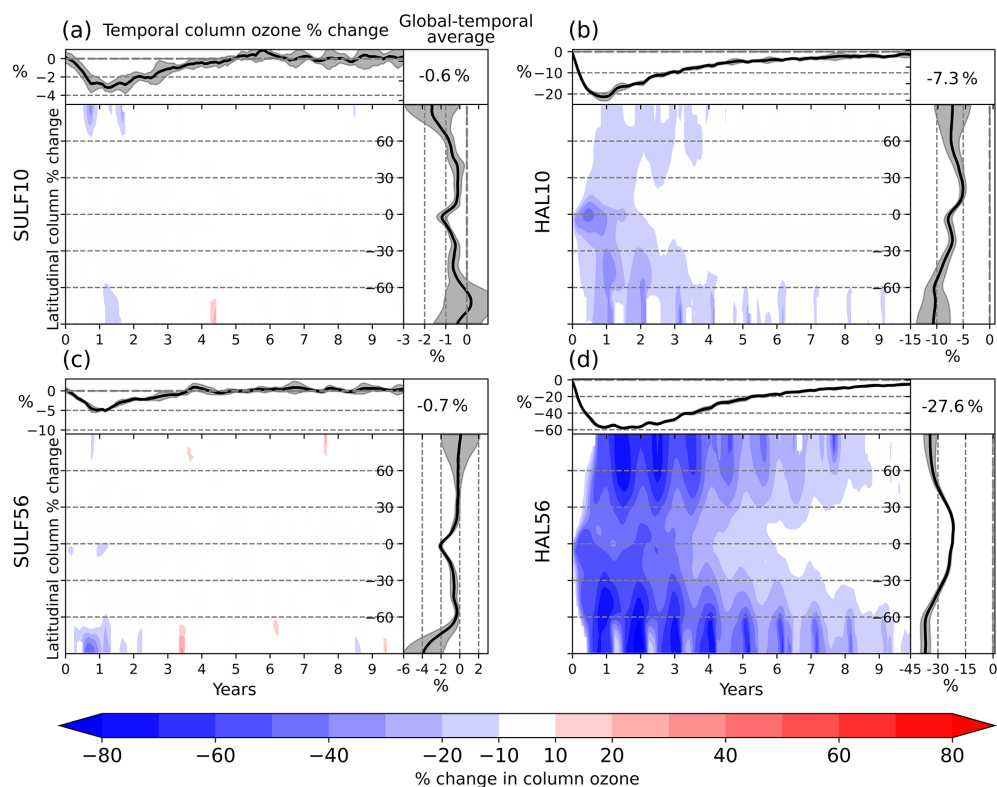 (a) Temporal column ozone % change Global-temporal average (b)
0
−2
−4
%
-0.6 %
0
−10
−20
%
-7.3 %
SULF10
Latitudinal column % change
60
30
0
−30
−60
0 1 2 3 4 5 6 7 8 9
-3 -2 -1 0
%
HAL10
60
30
0
−30
−60
0 1 2 3 4 5 6 7 8 9
-15 -10 -5 0
%
(c)
0
−5
−10
%
-0.7 %
(d)
0
−20
−40
−60
%
-27.6 %
SULF56
Latitudinal column % change
60
30
0
−30
−60
0 1 2 3 4 5 6 7 8 9
Years
-6 -4 -2 0 2
%
HAL56
60
30
0
−30
−60
0 1 2 3 4 5 6 7 8 9
Years
-45 -30 -15 0
%
−80 −60 −40 −20 −10 10 20 40 60 80
% change in column ozone